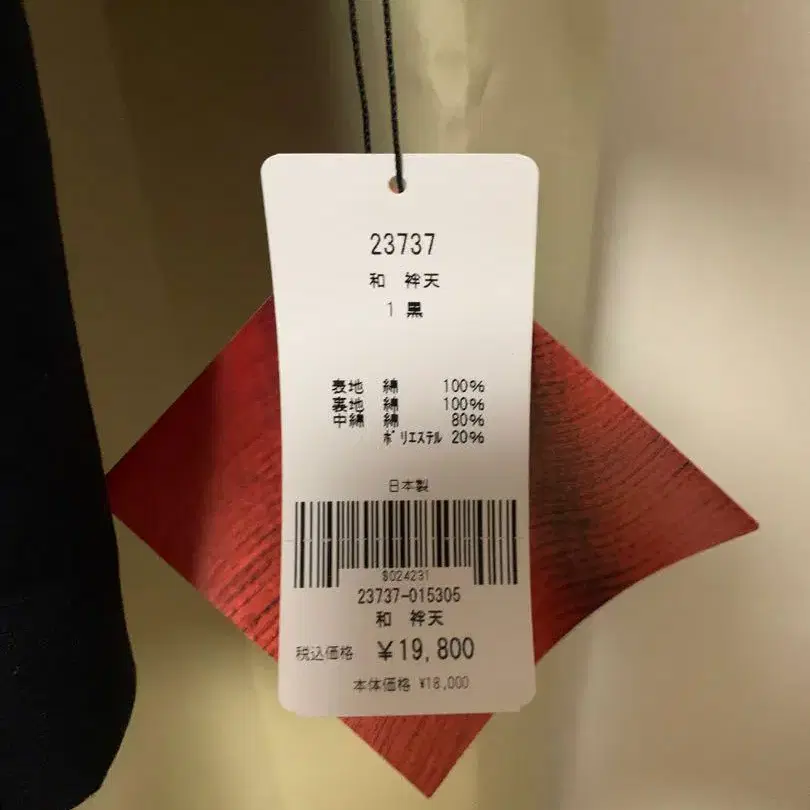 23737
和 袢天
1 黒
表地 綿 100%
裏地 綿 100%
中綿 綿 80%
ポリエステル 20%
日本製
S024231
23737-015305
和 袢天
税込価格 ¥19,800
本体価格 ¥18,000